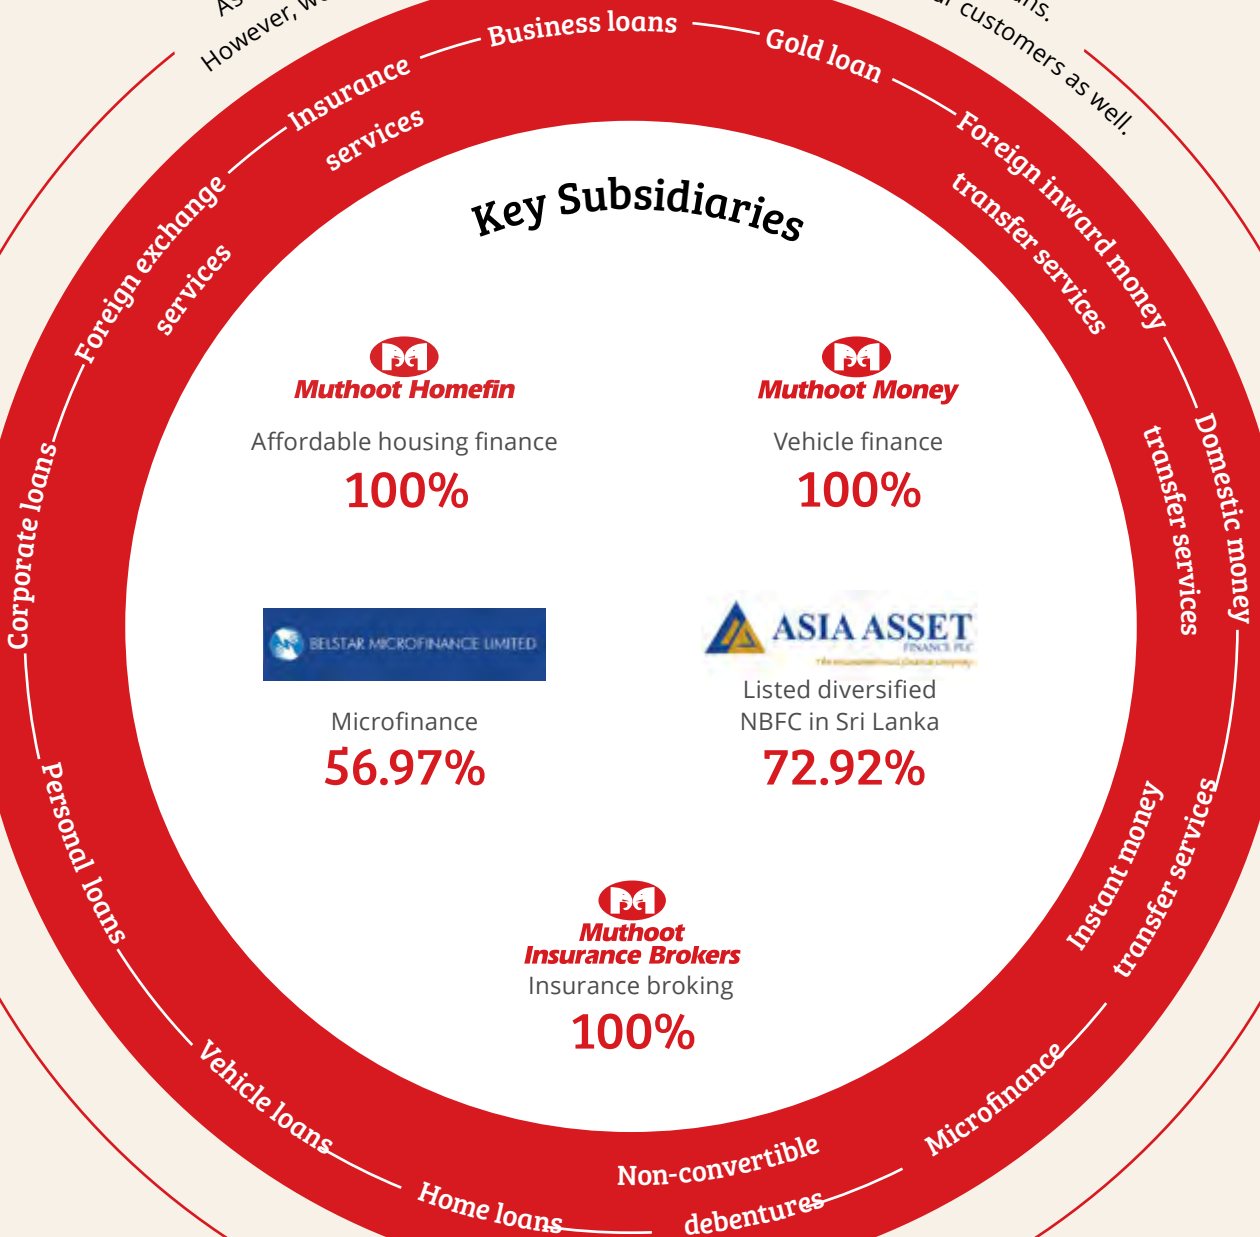 As
However, we
ns.
customers as well.
Business loans
Gold loan
Foreign inward money
transfer services
Domestic money
transfer services
Instant money
transfer services
Microfinance
Non-convertible
debentures
Home loans
Vehicle loans
Personal loans
Corporate loans
Foreign exchange
services
Insurance
services
Key Subsidiaries
Muthoot Homefin
Affordable housing finance
100%
Muthoot Money
Vehicle finance
100%
BELSTAR MICROFINANCE LIMITED
Microfinance
56.97%
ASIA ASSET
FINANCE PLC
Listed diversified
NBFC in Sri Lanka
72.92%
Muthoot
Insurance Brokers
Insurance broking
100%